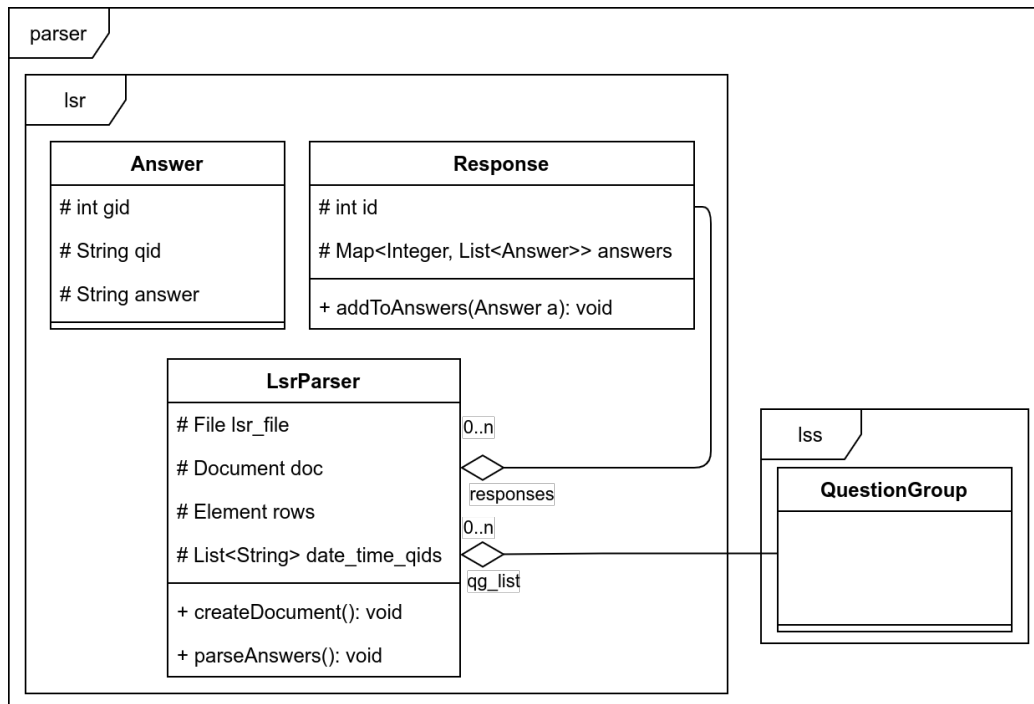 parser
lsr
Answer
# int gid
# String qid
# String answer
Response
# int id
# Map<Integer, List<Answer>> answers
+ addToAnswers(Answer a): void
LsrParser
# File lsr_file
# Document doc
# Element rows
# List<String> date_time_qids
+ createDocument(): void
+ parseAnswers(): void
0..n
responses
0..n
qg_list
lss
QuestionGroup